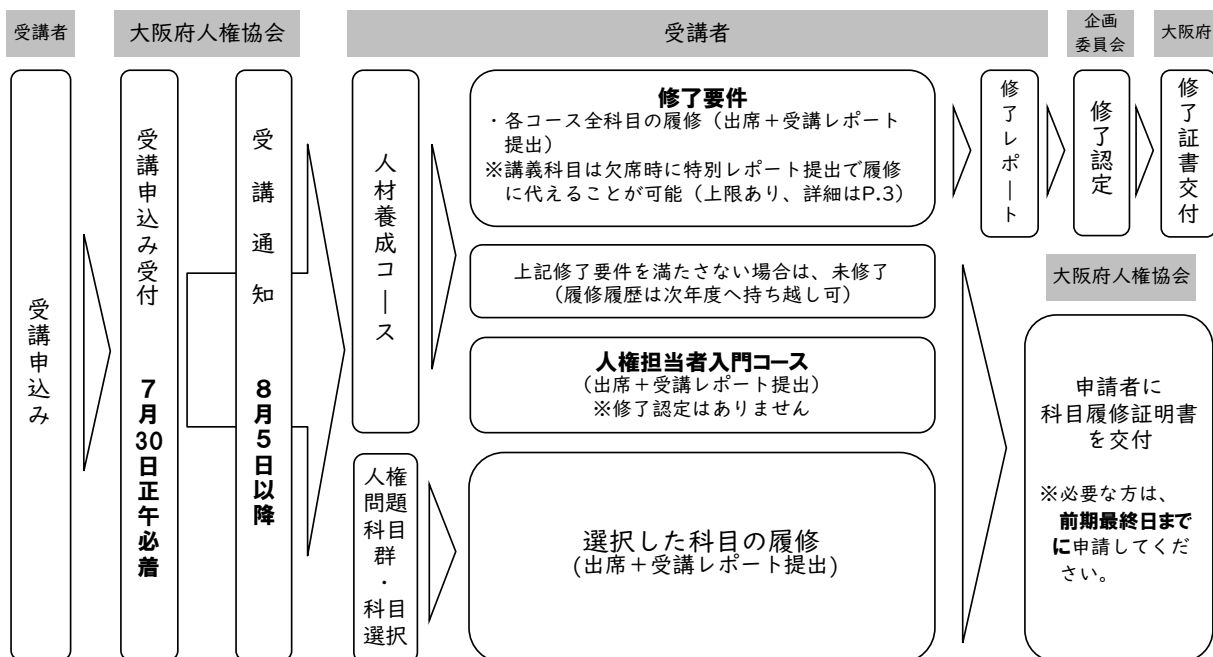 受講者
大阪府人権協会
受講者
企画
委員会
大阪府
受講申込み
受講申込み受付
7月30日正午必着
受講通知
8月5日以降
人材養成コース
修了要件
・各コース全科目の履修（出席＋受講レポート
提出）
※講義科目は欠席時に特別レポート提出で履修
に代えることが可能（上限あり、詳細はP.3）
修了レポート
修了認定
修了証書交付
上記修了要件を満たさない場合は、未修了
（履修履歴は次年度へ持ち越し可）
人権担当者入門コース
（出席＋受講レポート提出）
※修了認定はありません
人権
問題
科目
群
・
科目
選択
選択した科目の履修
(出席＋受講レポート提出)
大阪府人権協会
申請者に
科目履修証明書
を交付
※必要な方は、
前期最終日まで
に申請してくだ
さい。